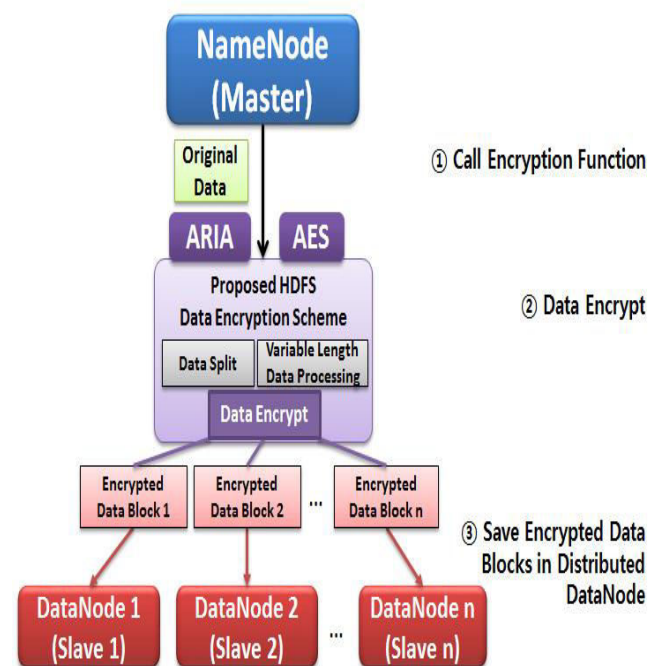 NameNode
(Master)
Original
Data
① Call Encryption Function
ARIA
AES
Proposed HDFS
Data Encryption Scheme
② Data Encrypt
Data Split
Variable Length
Data Processing
Data Encrypt
Encrypted
Data Block 1
Encrypted
Data Block 2
...
Encrypted
Data Block n
③ Save Encrypted Data
Blocks in Distributed
DataNode
DataNode 1
(Slave 1)
DataNode 2
(Slave 2)
...
DataNode n
(Slave n)